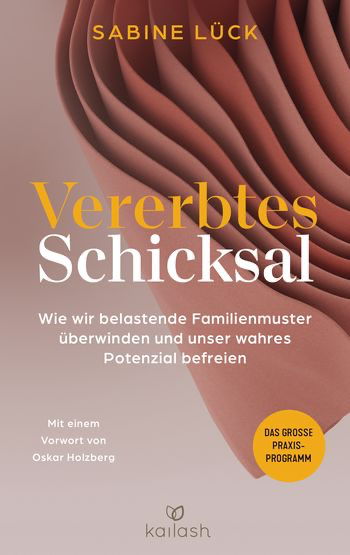 SABINE LÜCK
Vererbtes
Schicksal
Wie wir belastende Familienmuster
überwinden und unser wahres
Potenzial befreien
Mit einem
Vorwort von
Oskar Holzberg
DAS GROSSE
PRAXIS-
PROGRAMM
kailash